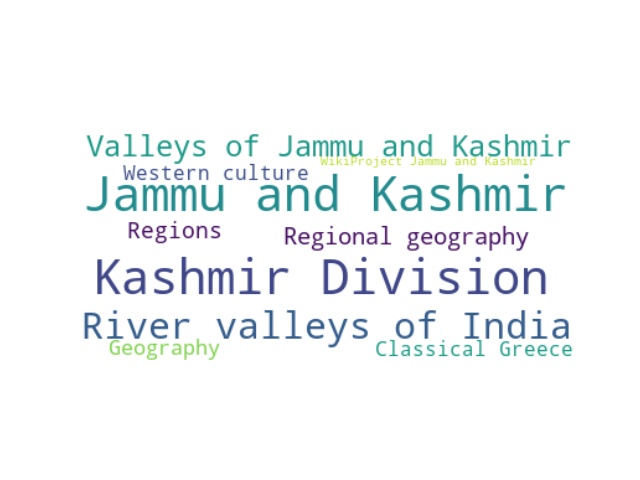 Valleys of Jammu and Kashmir
WikiProject Jammu and Kashmir
Western culture
Jammu and Kashmir
Regions
Regional geography
Kashmir Division
River valleys of India
Geography
Classical Greece